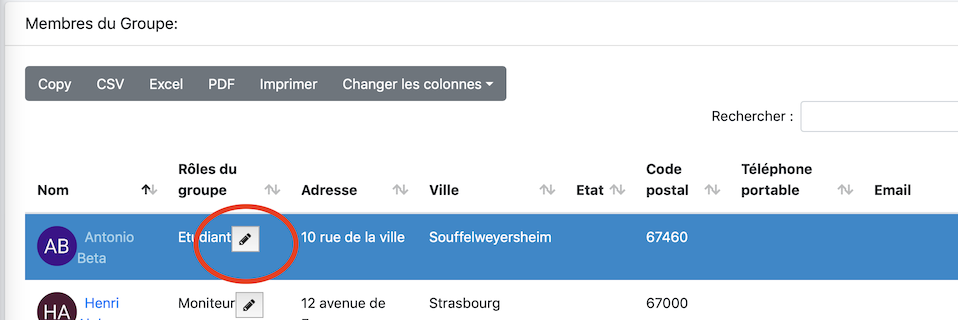 Membres du Groupe:
Copy CSV Excel PDF Imprimer Changer les colonnes
Rechercher :
Nom Rôles du groupe Adresse Ville Etat Code postal Téléphone portable Email
AB Antonio Beta Etudiant 10 rue de la ville Souffelweyersheim 67460
HA Henri Moniteur 12 avenue de Strasbourg 67000